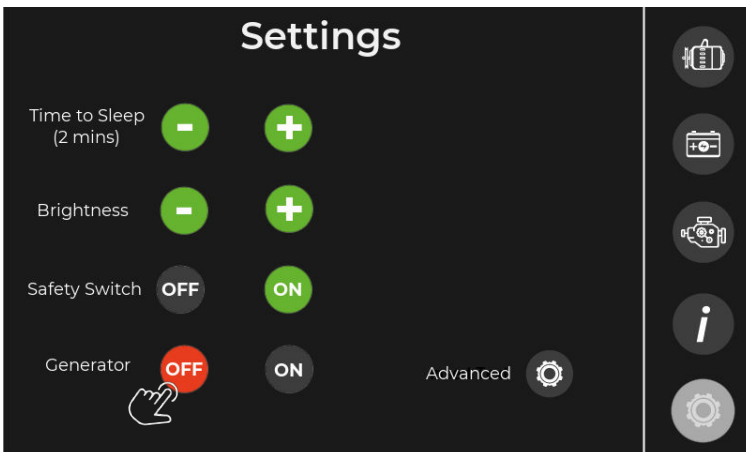 Settings
Time to Sleep
(2 mins)
-
+
Brightness
-
+
Safety Switch
OFF
ON
Generator
OFF
ON
Advanced
+ -
i